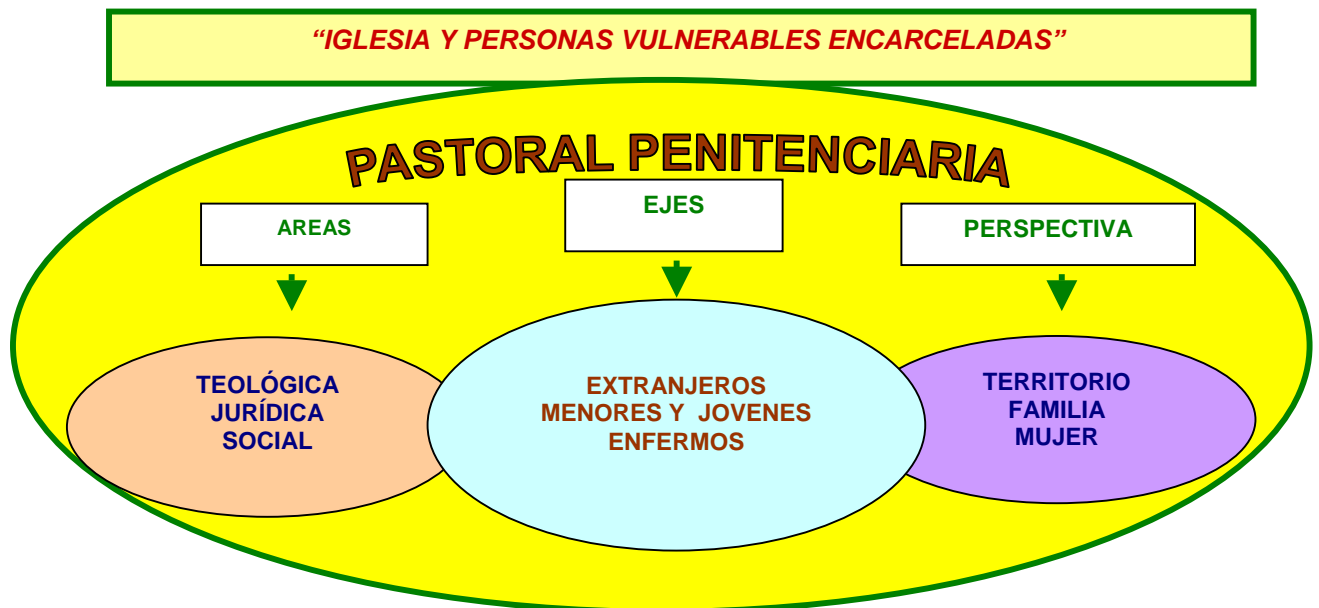 “IGLESIA Y PERSONAS VULNERABLES ENCARCELADAS”
PASTORAL PENITENCIARIA
AREAS
EJES
PERSPECTIVA
TEOLÓGICA
JURÍDICA
SOCIAL
EXTRANJEROS
MENORES Y JOVENES
ENFERMOS
TERRITORIO
FAMILIA
MUJER